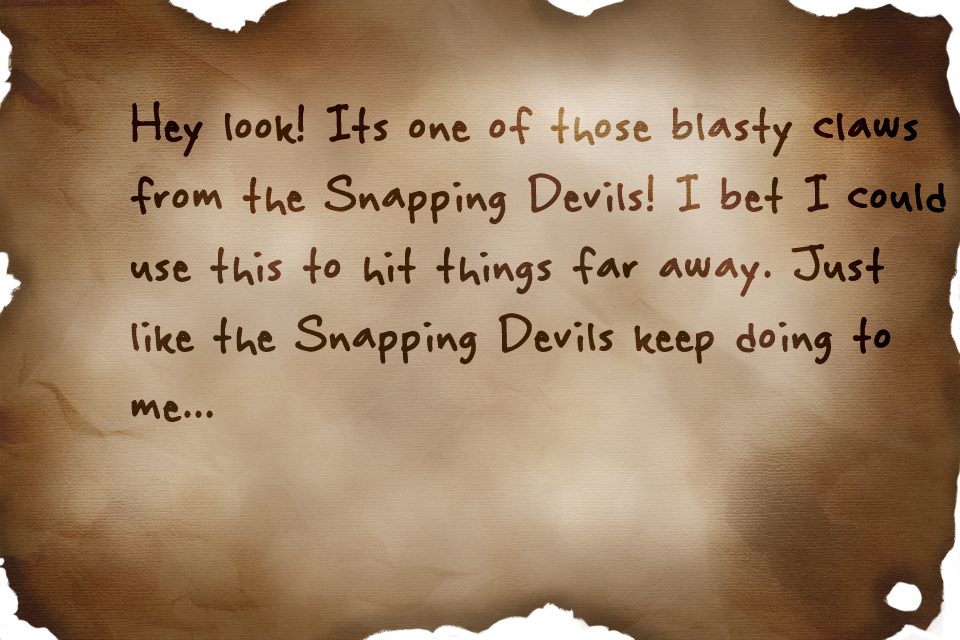 Hey look! Its one of those blasty claws
from the Snapping Devils! I bet I could
use this to hit things far away. Just
like the Snapping Devils keep doing to
me...